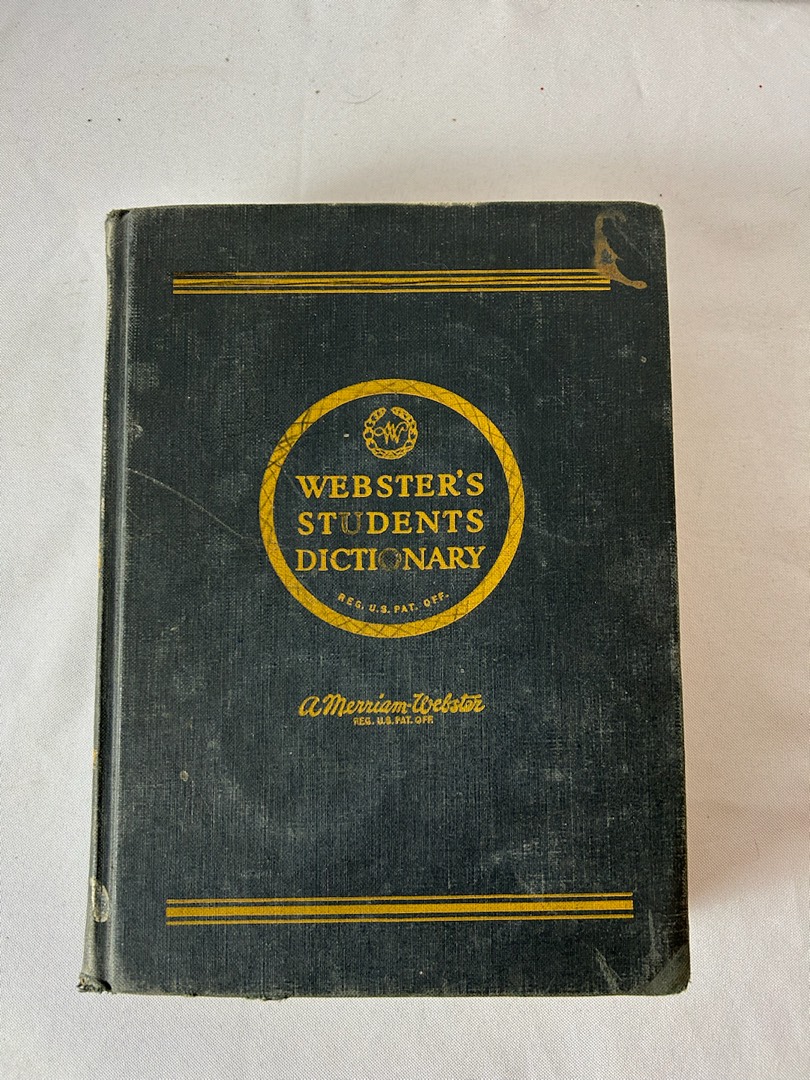 W
WEBSTER'S
STUDENTS
DICTIONARY
REG. U.S. PAT. OFF.
A Merriam-Webster
REG. U.S. PAT. OFF.